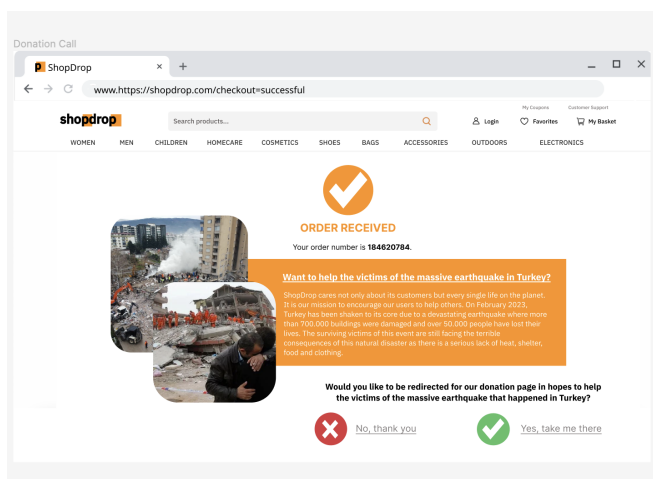 Donation Call
ShopDrop
www.https://shopdrop.com/checkout=successful
My Coupons Customer Support
shopdrop
Search products...
Login Favorites My Basket
WOMEN MEN CHILDREN HOMECARE COSMETICS SHOES BAGS ACCESSORIES OUTDOORS ELECTRONICS
ORDER RECEIVED
Your order number is 184620784.
Want to help the victims of the massive earthquake in Turkey?
ShopDrop cares not only about its customers but every single life on the planet.
It is our mission to encourage our users to help others. On February 2023,
Turkey has been shaken to its core due to a devastating earthquake where more
than 700.000 buildings were damaged and over 50.000 people have lost their
lives. The surviving victims of this event are still facing the terrible
consequences of this natural disaster as there is a serious lack of heat, shelter,
food and clothing.
Would you like to be redirected for our donation page in hopes to help
the victims of the massive earthquake that happened in Turkey?
No, thank you
Yes, take me there